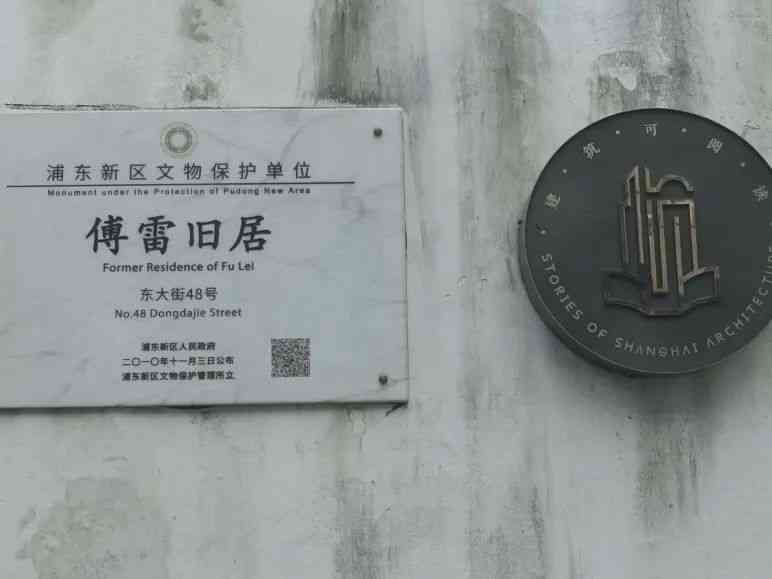 浦东新区文物保护单位
Monument under the Protection of Pudong New Area
傅雷旧居
Former Residence of Fu Lei
东大街48号
No.48 Dongdajie Street
浦东新区人民政府
二〇一〇年十一月三日公布
浦东新区文物保护管理所立
建·筑·可·阅·读
STORIES OF SHANGHAI ARCHITECTURE